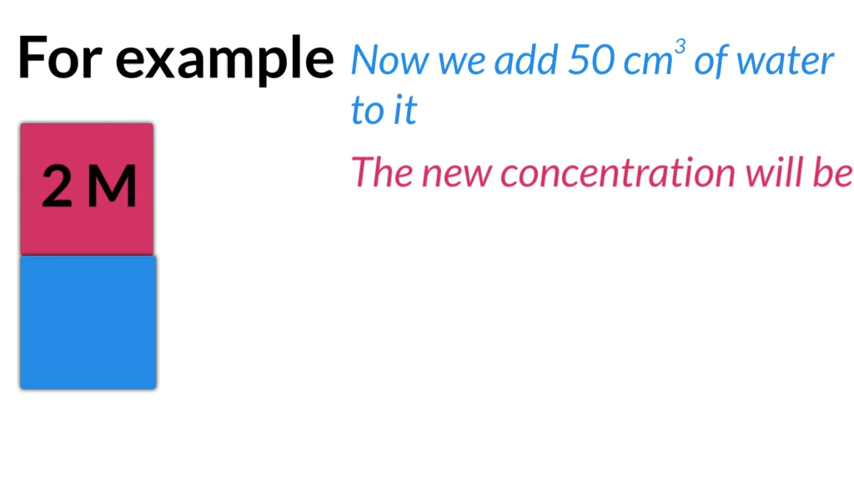 For example
Now we add 50 cm³ of water
to it
The new concentration will be
2 M